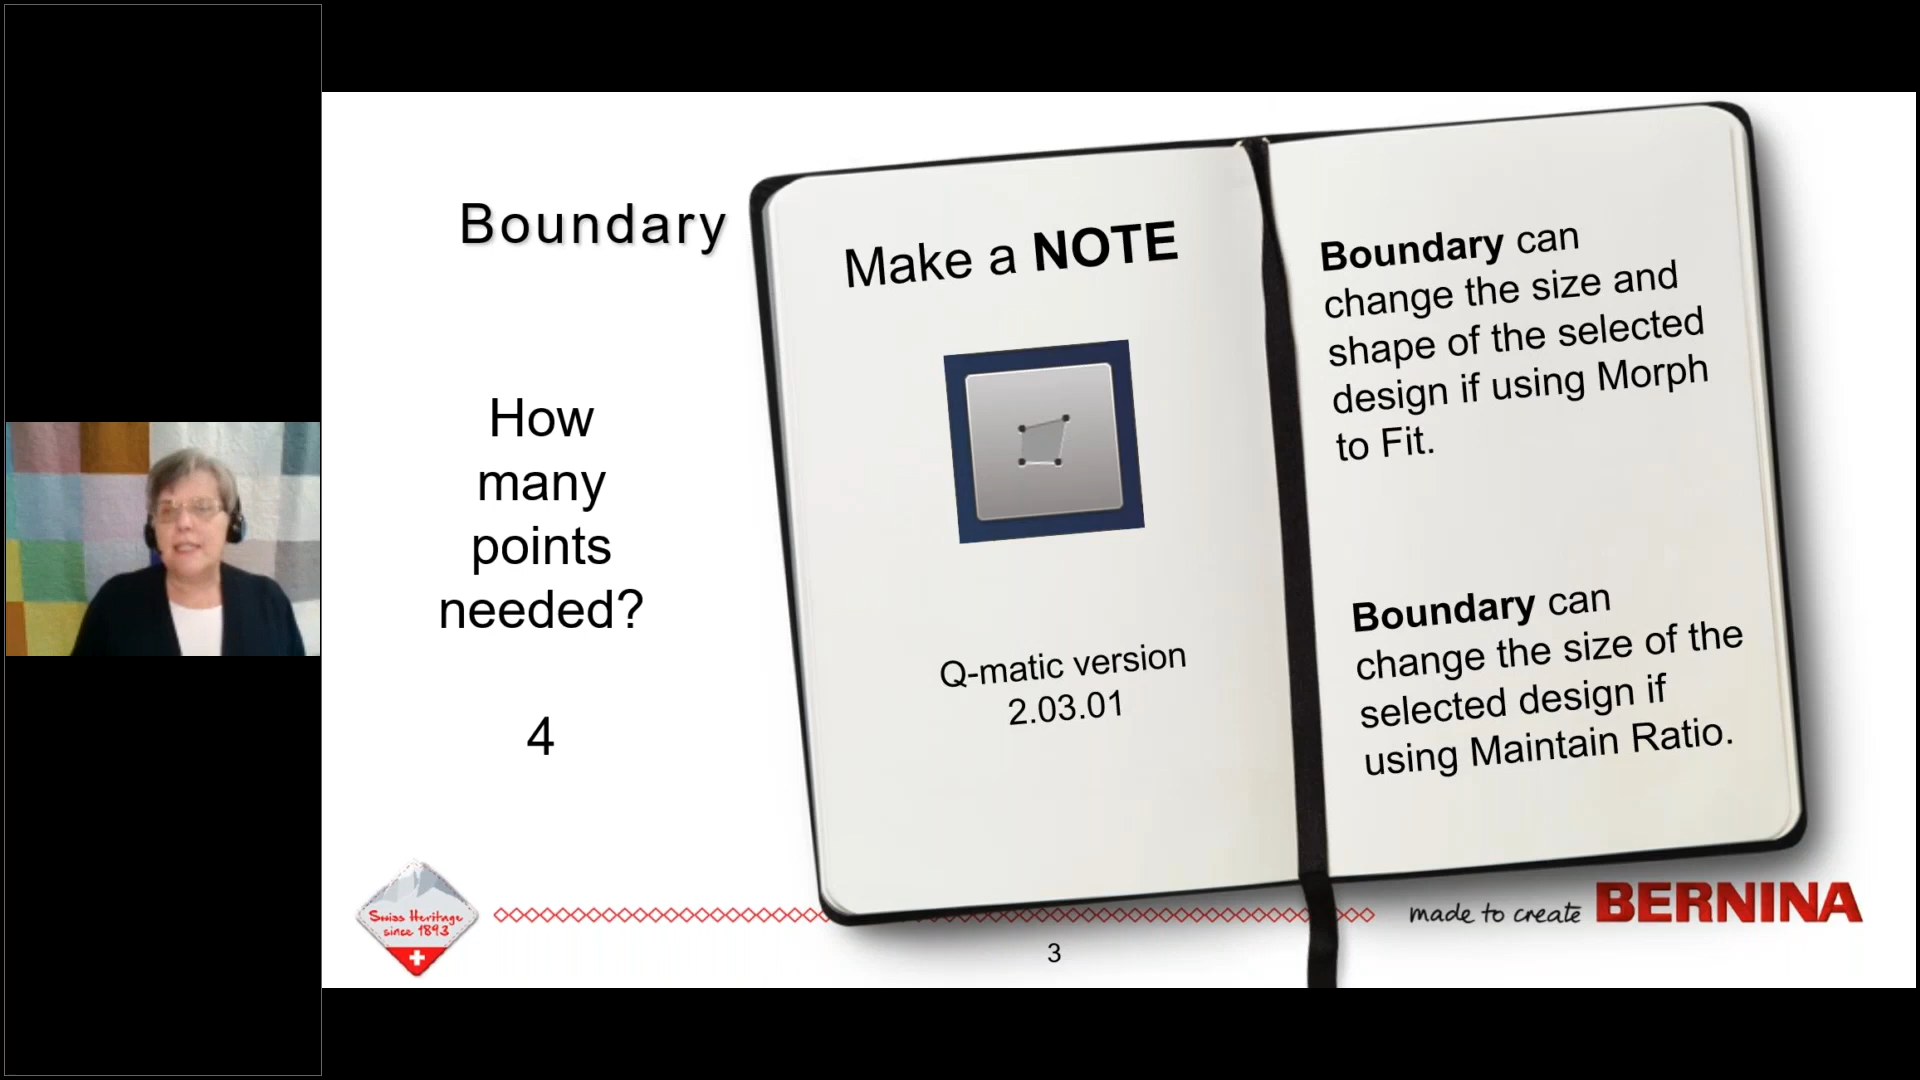 Boundary
How
many
points
needed?
4
Make a NOTE
Q-matic version
2.03.01
Boundary can
change the size and
shape of the selected
design if using Morph
to Fit.
Boundary can
change the size of the
selected design if
using Maintain Ratio.
Swiss Heritage
since 1893
made to create BERNINA
3